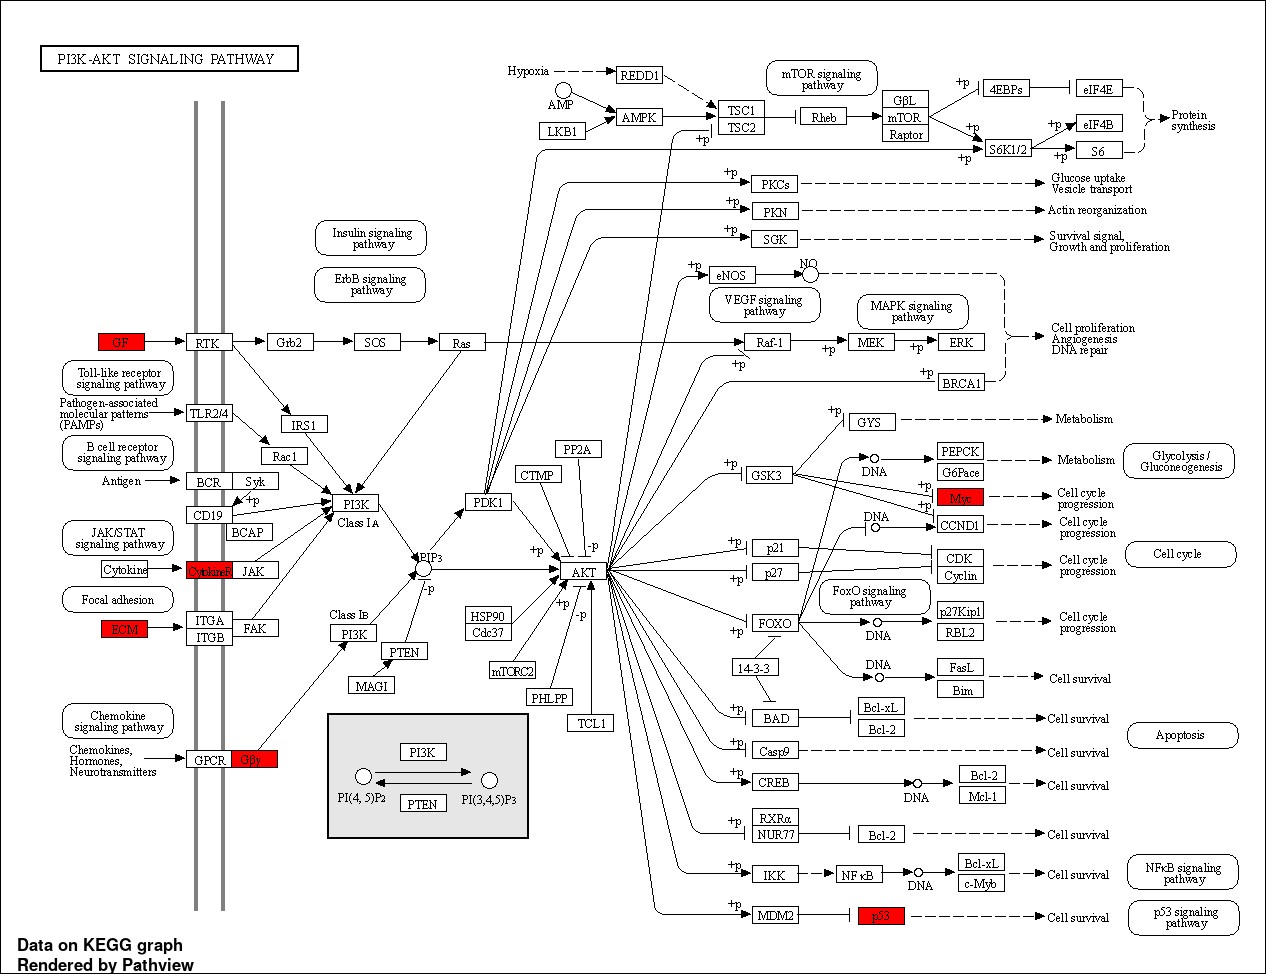 PI3K-AKT SIGNALING PATHWAY
Hypoxia
REDD1
AMP
LKB1
AMPK
TSC1
TSC2
+p
mTOR signaling
pathway
Rheb
GβL
mTOR
Raptor
+p
4EBPs
eIF4E
+p
S6K1/2
+p
+p
eIF4B
+p
S6
Protein
synthesis
+p
PKCs
Glucose uptake
Vesicle transport
+p
PKN
Actin reorganization
+p
SGK
Survival signal,
Growth and proliferation
Insulin signaling
pathway
ErbB signaling
pathway
+p
eNOS
NO
VEGF signaling
pathway
MAPK signaling
pathway
GF
RTK
Grb2
SOS
Ras
Raf-1
+p
+p
MEK
+p
ERK
Cell proliferation
Angiogenesis
DNA repair
+p
BRCA1
Toll-like receptor
signaling pathway
Pathogen-associated
molecular patterns
(PAMPs)
TLR2/4
IRS1
Rac1
B cell receptor
signaling pathway
Antigen
BCR
Syk
+p
CD19
BCAP
PI3K
Class IA
PDK1
CTMP
PP2A
+p
-p
JAK/STAT
signaling pathway
Cytokine
CytokineR
JAK
PIP3
-p
AKT
Focal adhesion
ECM
ITGA
ITGB
FAK
Class IB
PI3K
PTEN
MAGI
HSP90
Cdc37
+p
-p
mTORC2
PHLPP
TCL1
+p
GYS
Metabolism
+p
GSK3
DNA
PEPCK
G6Pace
Metabolism
Glycolysis /
Gluconeogenesis
+p
Myc
Cell cycle
progression
+p
DNA
CCND1
Cell cycle
progression
+p
p21
+p
p27
CDK
Cyclin
Cell cycle
progression
Cell cycle
FoxO signaling
pathway
FOXO
+p
DNA
p27Kip1
RBL2
Cell cycle
progression
14-3-3
DNA
FasL
Bim
Cell survival
+p
BAD
Bcl-xL
Bcl-2
Cell survival
Apoptosis
+p
Casp9
Cell survival
+p
CREB
DNA
Bcl-2
Mcl-1
Cell survival
+p
RXRα
NUR77
Bcl-2
Cell survival
+p
IKK
NFκB
DNA
Bcl-xL
c-Myb
Cell survival
NFκB signaling
pathway
+p
MDM2
p53
Cell survival
p53 signaling
pathway
Chemokine
signaling pathway
Chemokines,
Hormones,
Neurotransmitters
GPCR
Gβγ
PI3K
PI(4, 5)P2
PI(3,4,5)P3
PTEN
Data on KEGG graph
Rendered by Pathview